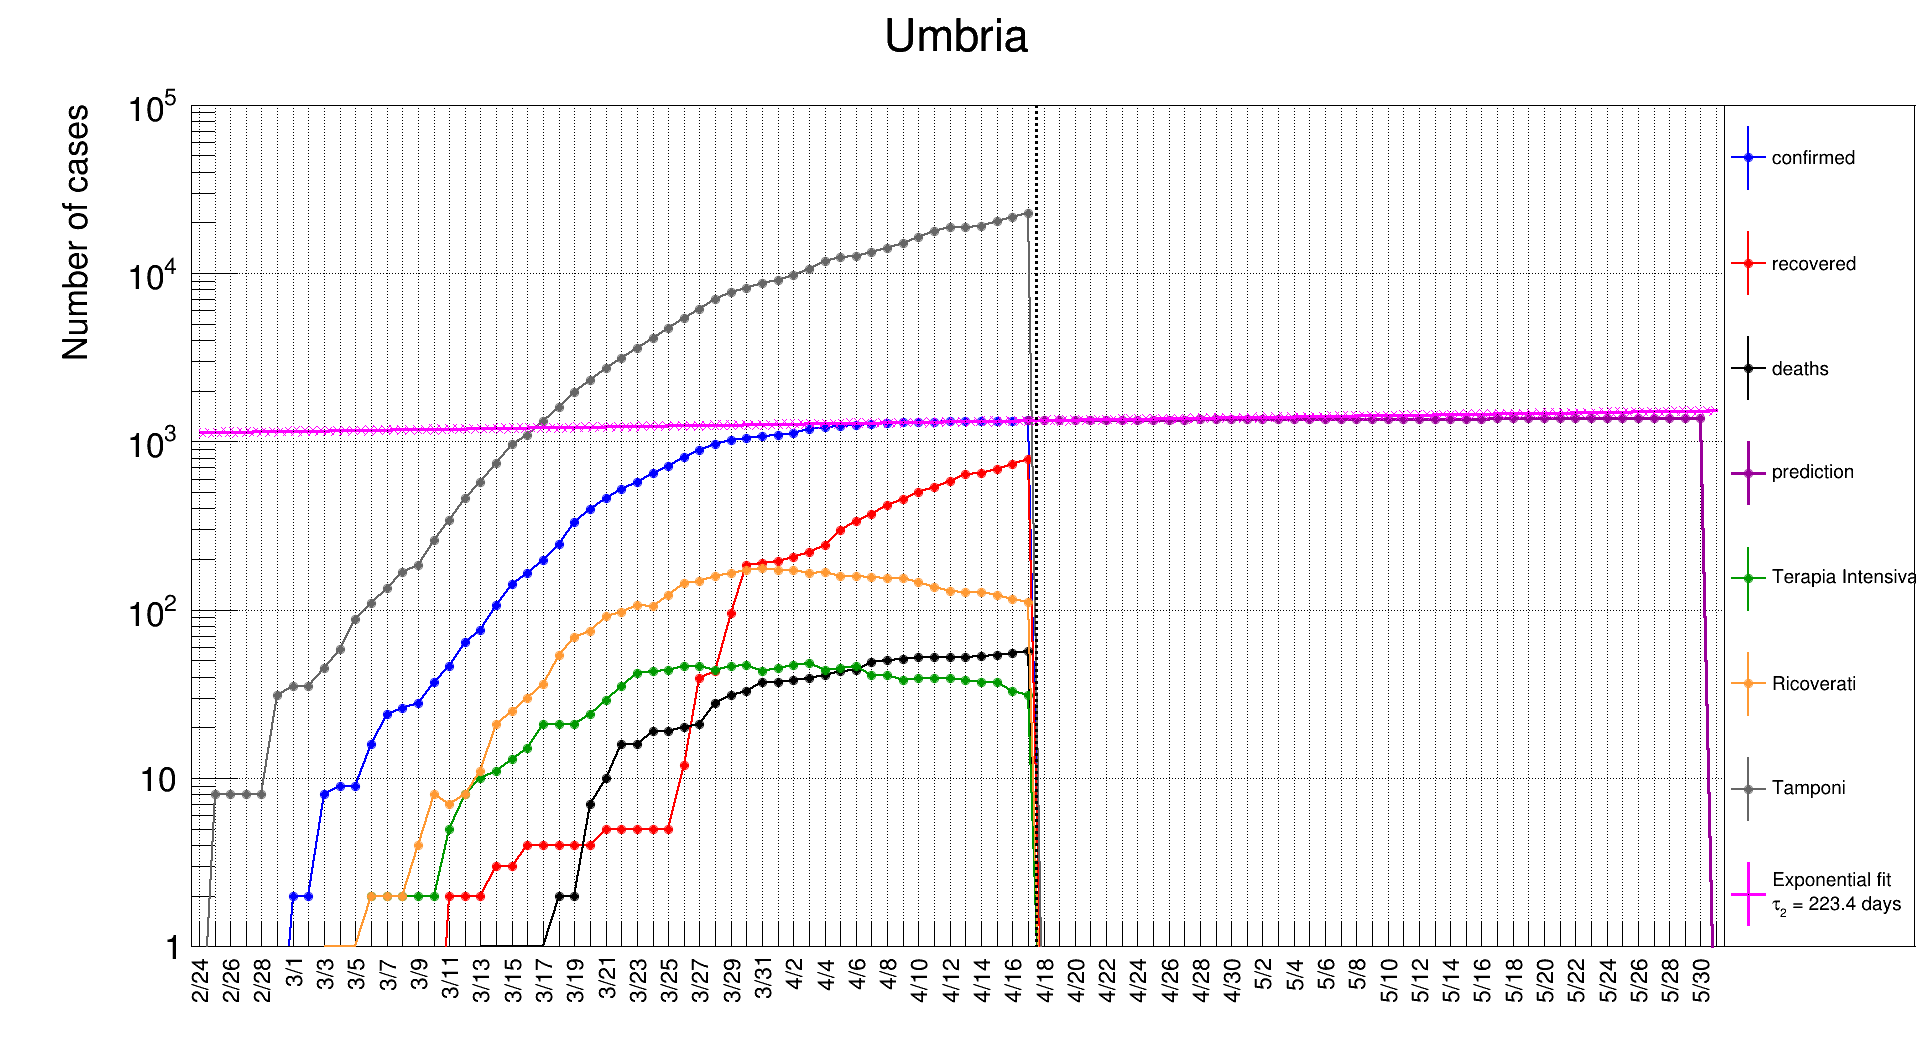 Umbria
Number of cases
10^5
10^4
10^3
10^2
10
1
2/24 2/26 2/28 3/1 3/3 3/5 3/7 3/9 3/11 3/13 3/15 3/17 3/19 3/21 3/23 3/25 3/27 3/29 3/31 4/2 4/4 4/6 4/8 4/10 4/12 4/14 4/16 4/18 4/20 4/22 4/24 4/26 4/28 4/30 5/2 5/4 5/6 5/8 5/10 5/12 5/14 5/16 5/18 5/20 5/22 5/24 5/26 5/28 5/30
confirmed
recovered
deaths
prediction
Terapia Intensiva
Ricoverati
Tamponi
Exponential fit
τ₂ = 223.4 days